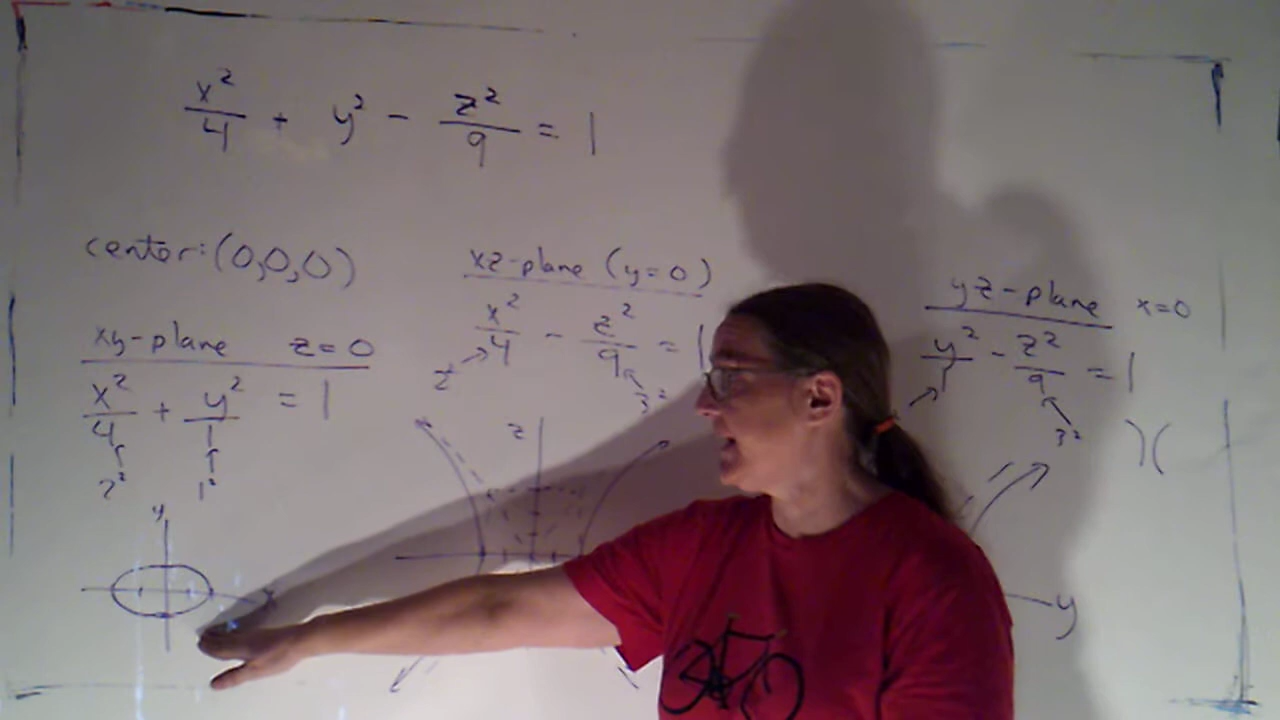 x²/4 + y² - z²/9 = 1
center: (0,0,0)
xy-plane z=0
x²/4 + y²/1 = 1
2² 1²
y
x
xz-plane (y=0)
x²/4 - z²/9 = 1
3²
z
yz-plane x=0
y²/1 - z²/9 = 1
3²
)(
y